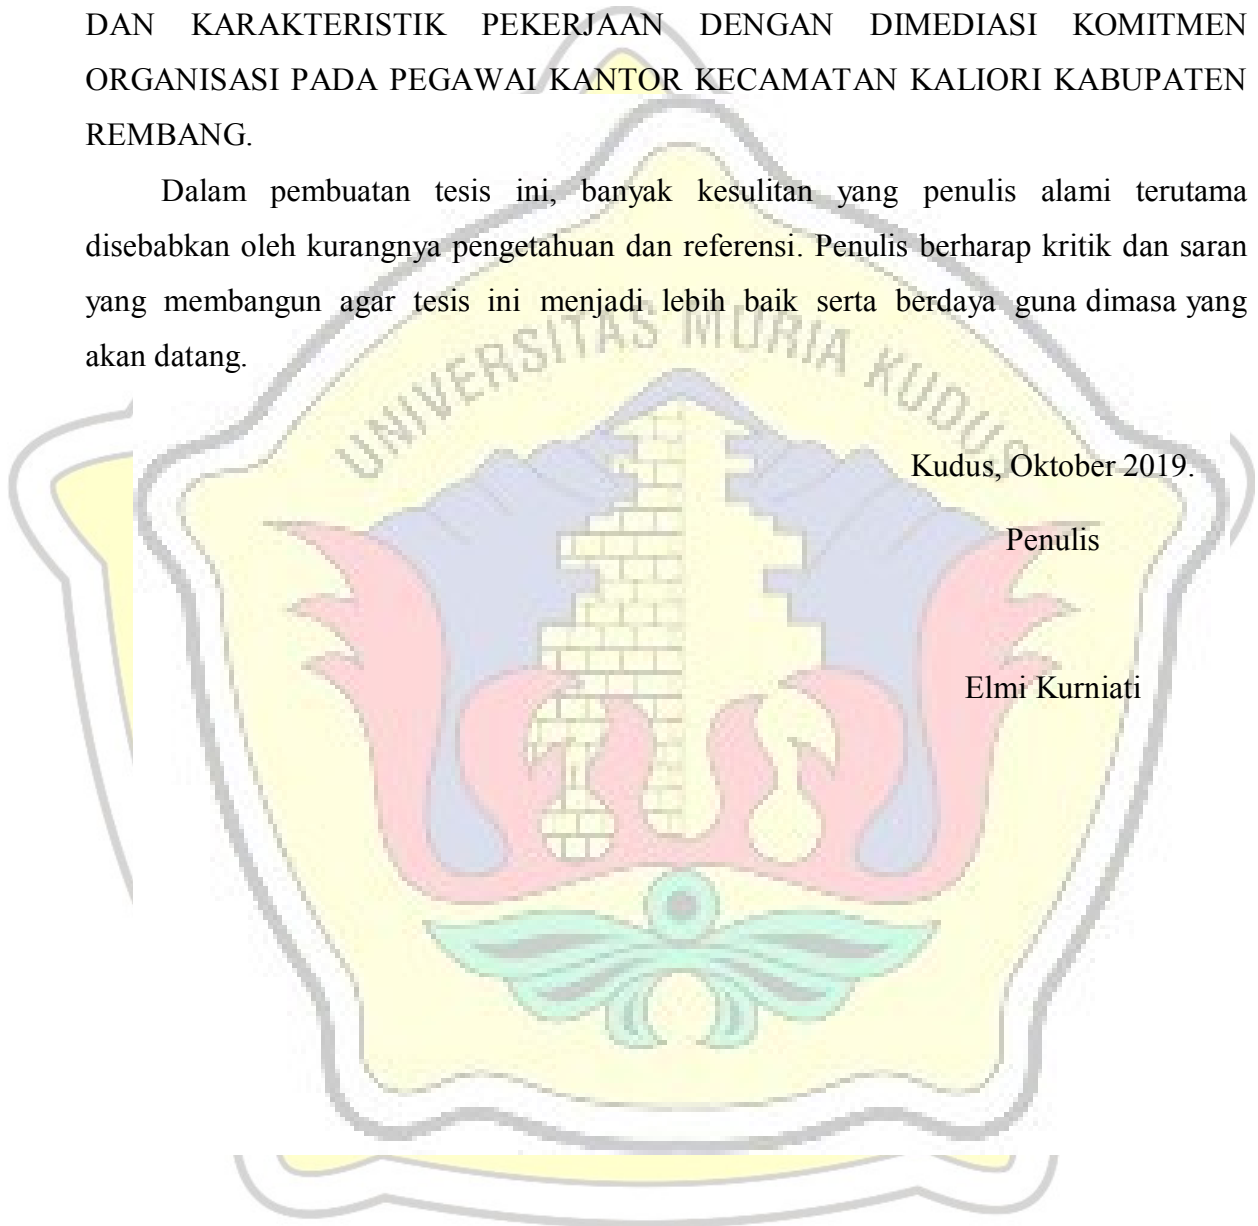 DAN KARAKTERISTIK PEKERJAAN DENGAN DIMEDIASI KOMITMEN
ORGANISASI PADA PEGAWAI KANTOR KECAMATAN KALIORI KABUPATEN
REMBANG.
Dalam pembuatan tesis ini, banyak kesulitan yang penulis alami terutama
disebabkan oleh kurangnya pengetahuan dan referensi. Penulis berharap kritik dan saran
yang membangun agar tesis ini menjadi lebih baik serta berdaya guna dimasa yang
akan datang.
UNIVERSITAS MURIA KUDUS
Kudus, Oktober 2019.
Penulis
Elmi Kurniati